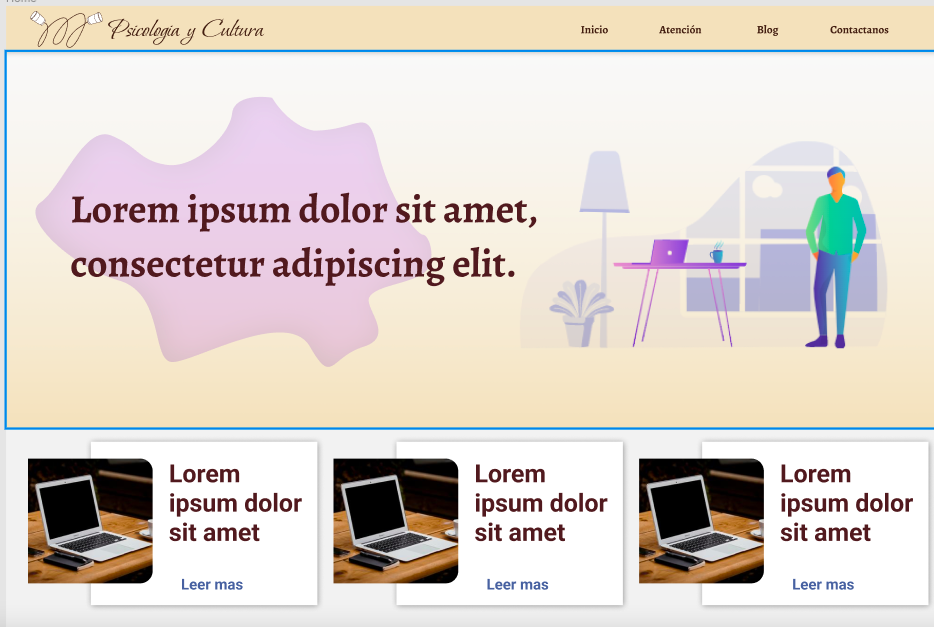 Home
Psicología y Cultura
Inicio Atención Blog Contactanos
Lorem ipsum dolor sit amet,
consectetur adipiscing elit.
Lorem
ipsum dolor
sit amet
Leer mas
Lorem
ipsum dolor
sit amet
Leer mas
Lorem
ipsum dolor
sit amet
Leer mas